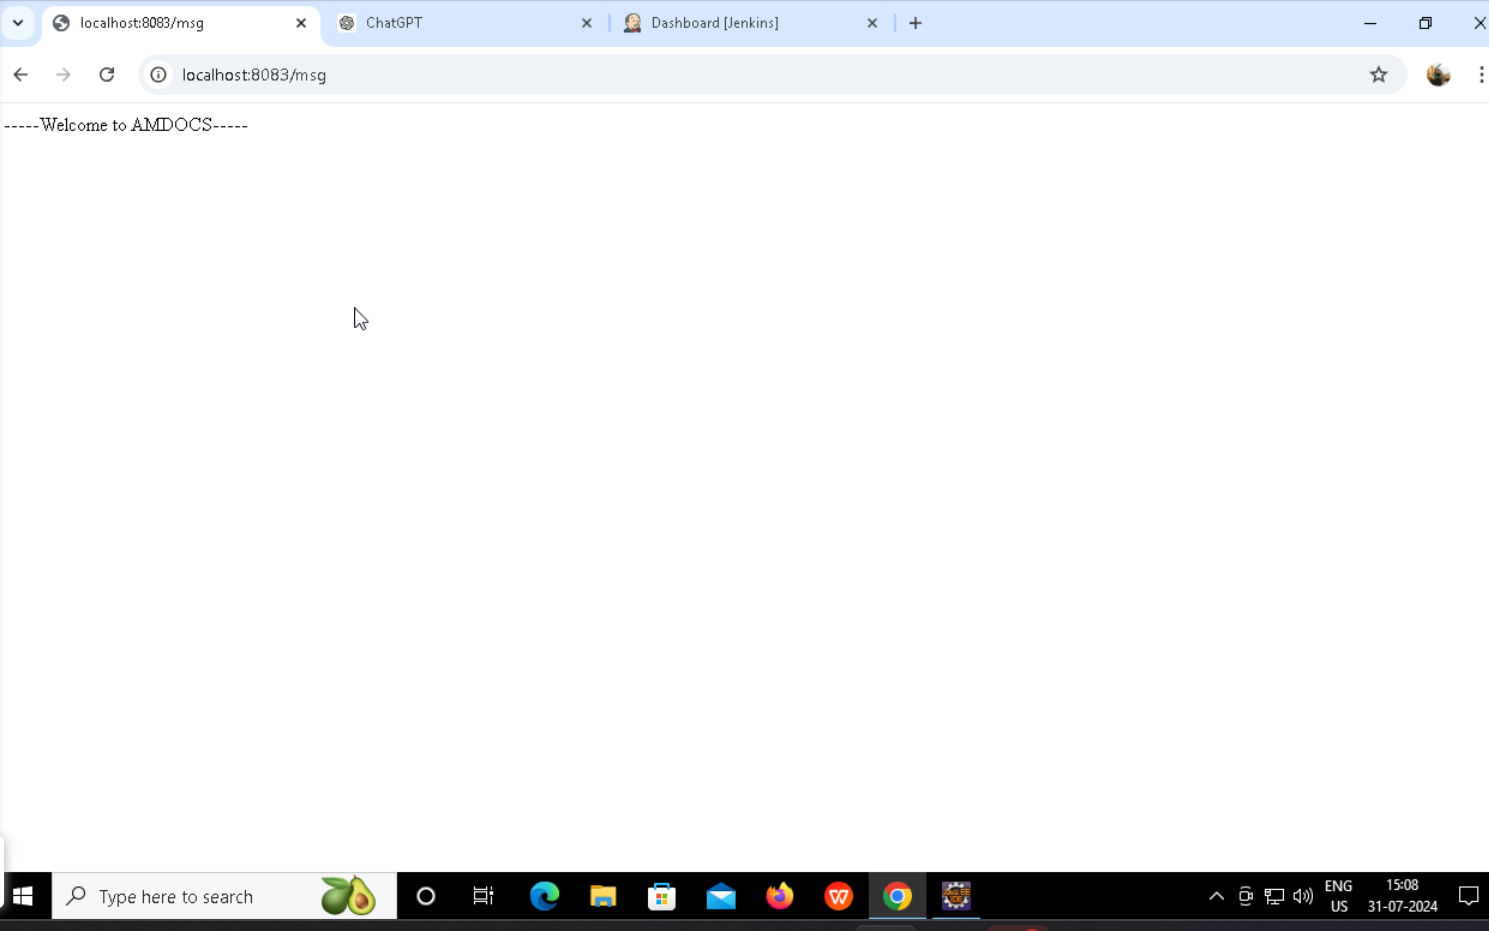 localhost:8083/msg
ChatGPT
Dashboard [Jenkins]
localhost:8083/msg
-----Welcome to AMDOCS-----
Type here to search
ENG
US
15:08
31-07-2024